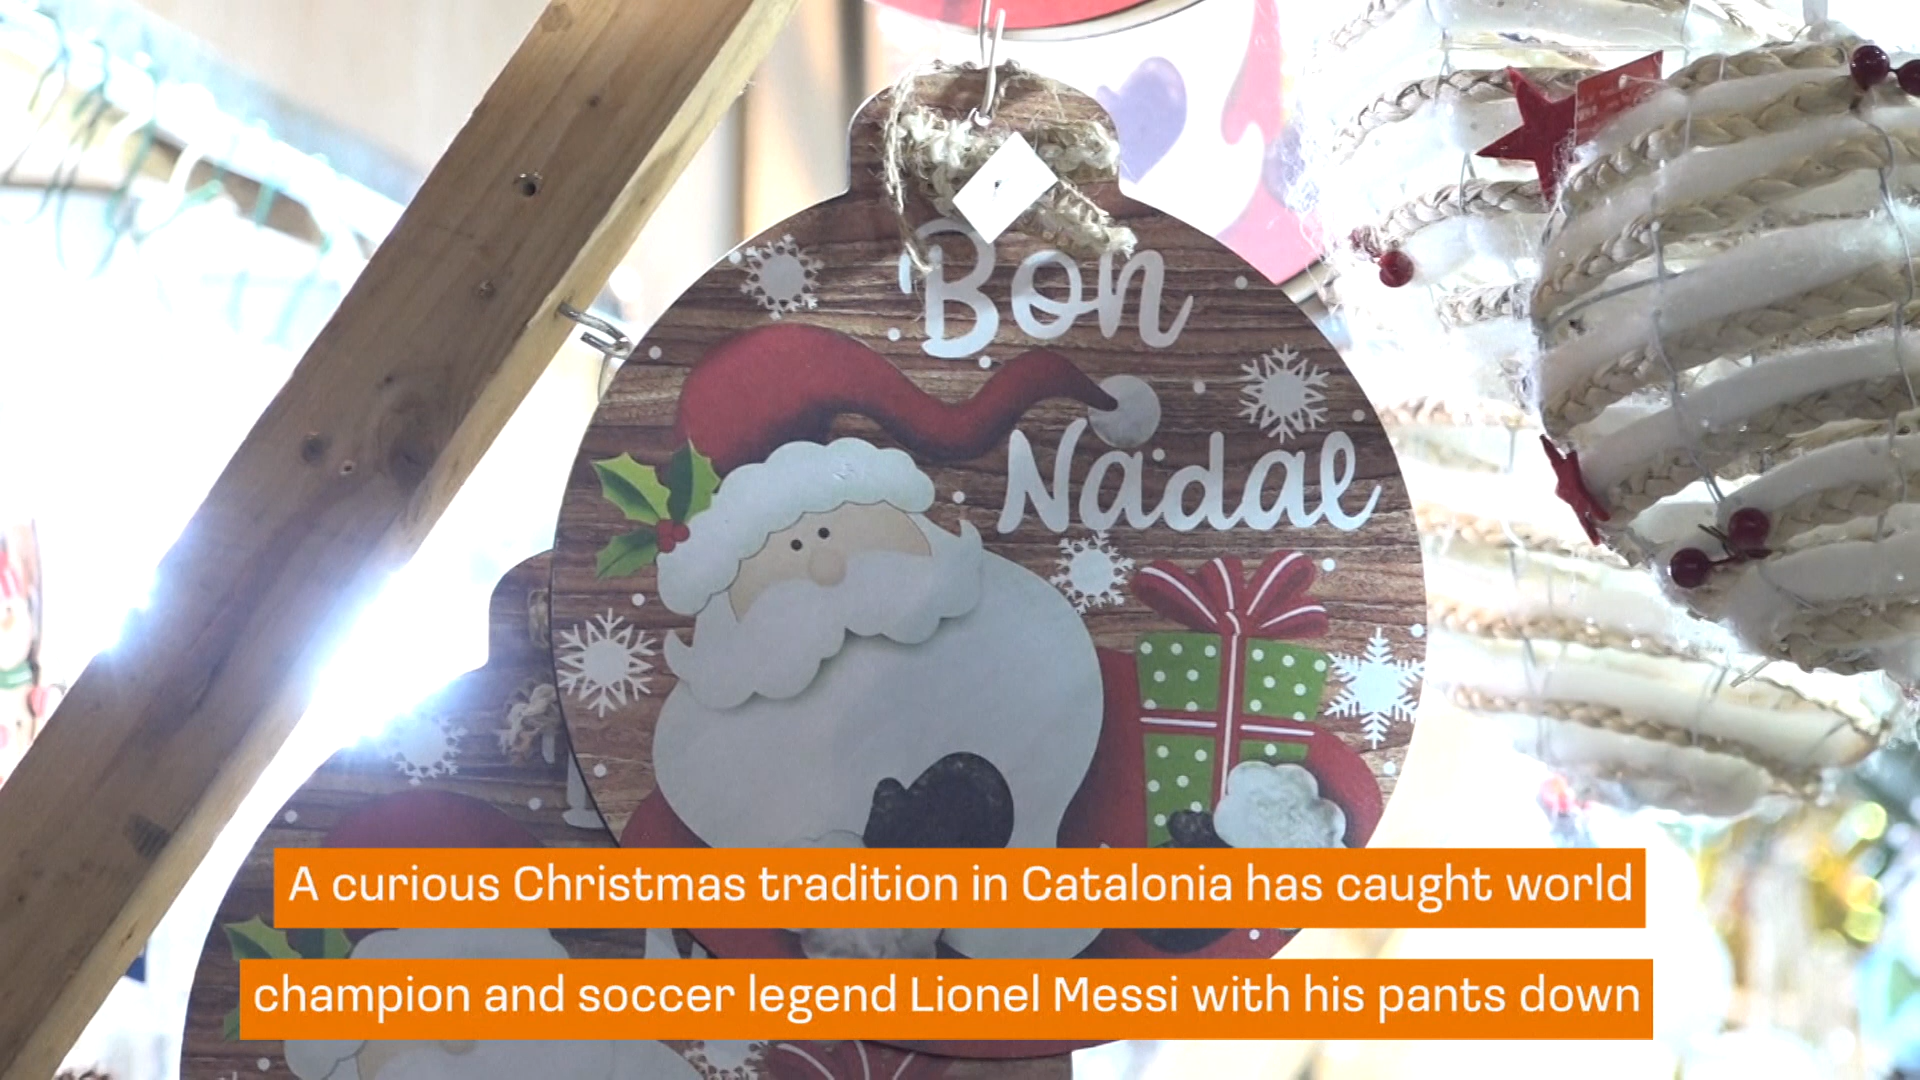 Bon
Nadal
A curious Christmas tradition in Catalonia has caught world
champion and soccer legend Lionel Messi with his pants down